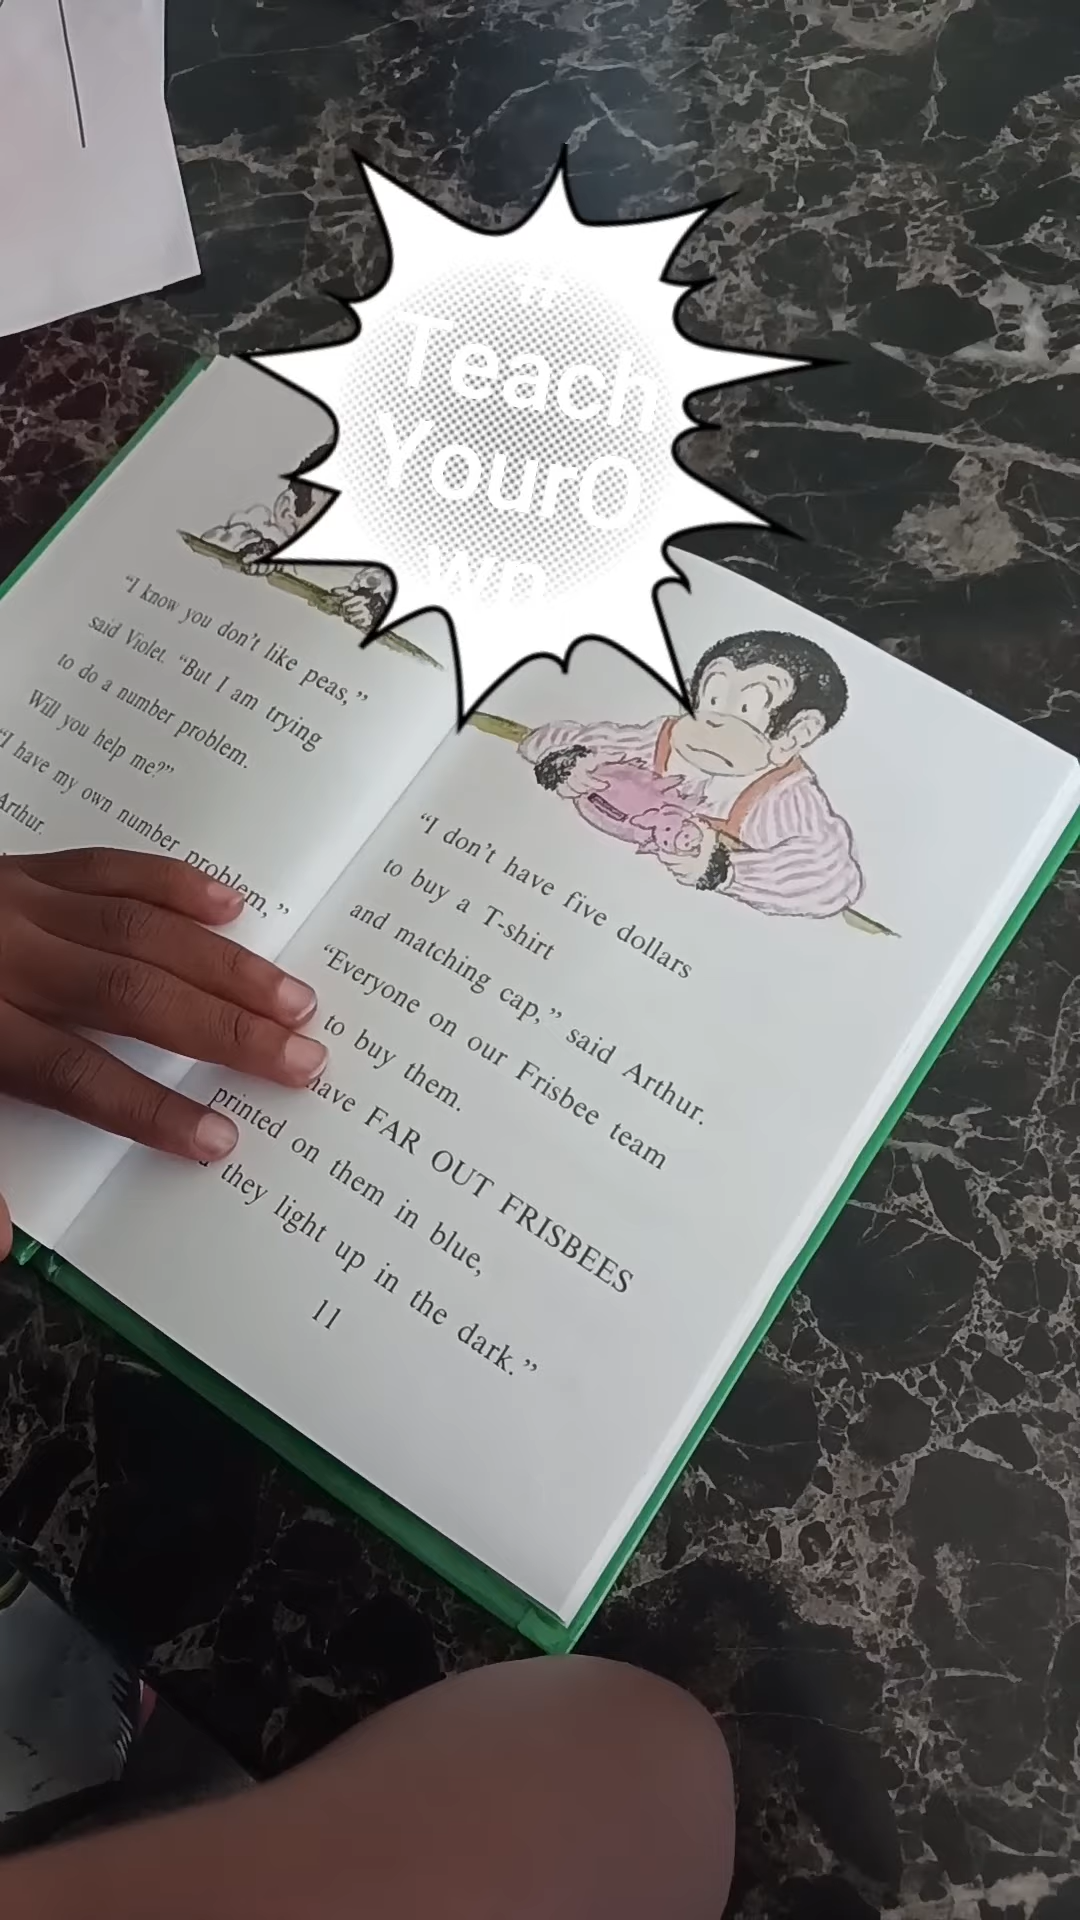 "
Teach
YourO
wn
"I know you don't like peas,"
said Violet. "But I am trying
to do a number problem.
Will you help me?"
"I have my own number problem,"
Arthur.
"I don't have five dollars
to buy a T-shirt
and matching cap," said Arthur.
"Everyone on our Frisbee team
to buy them.
have FAR OUT FRISBEES
printed on them in blue,
they light up in the dark."
11